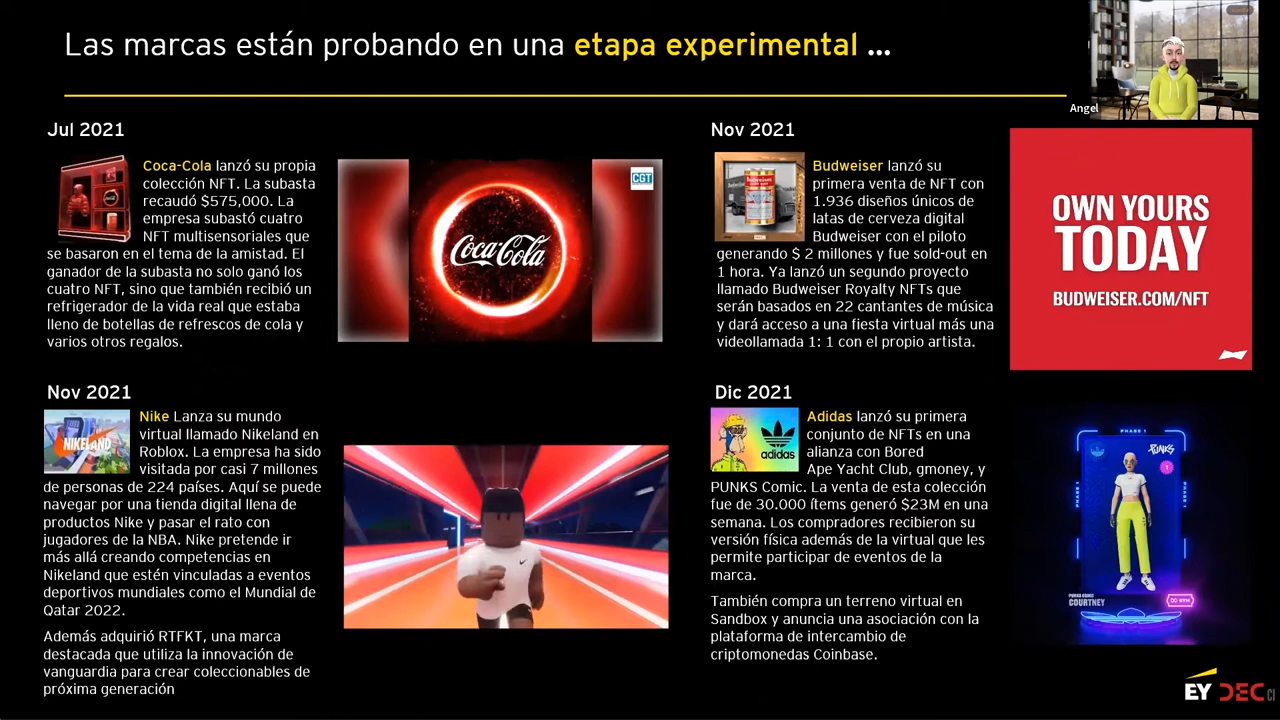 Las marcas están probando en una etapa experimental ...
Angel
Jul 2021
Coca-Cola lanzó su propia
colección NFT. La subasta
recaudó $575,000. La
empresa subastó cuatro
NFT multisensoriales que
se basaron en el tema de la amistad. El
ganador de la subasta no solo ganó los
cuatro NFT, sino que también recibió un
refrigerador de la vida real que estaba
lleno de botellas de refrescos de cola y
varios otros regalos.
Coca-Cola
CGT
Nov 2021
Budweiser lanzó su
primera venta de NFT con
1.936 diseños únicos de
latas de cerveza digital
Budweiser con el piloto
generando $ 2 millones y fue sold-out en
1 hora. Ya lanzó un segundo proyecto
llamado Budweiser Royalty NFTs que
serán basados en 22 cantantes de música
y dará acceso a una fiesta virtual más una
videollamada 1: 1 con el propio artista.
Budweiser
OWN YOURS
TODAY
BUDWEISER.COM/NFT
Nov 2021
NIKELAND
Nike Lanza su mundo
virtual llamado Nikeland en
Roblox. La empresa ha sido
visitada por casi 7 millones
de personas de 224 países. Aquí se puede
navegar por una tienda digital llena de
productos Nike y pasar el rato con
jugadores de la NBA. Nike pretende ir
más allá creando competencias en
Nikeland que estén vinculadas a eventos
deportivos mundiales como el Mundial de
Qatar 2022.
Además adquirió RTFKT, una marca
destacada que utiliza la innovación de
vanguardia para crear coleccionables de
próxima generación
Dic 2021
adidas
Adidas lanzó su primera
conjunto de NFTs en una
alianza con Bored
Ape Yacht Club, gmoney, y
PUNKS Comic. La venta de esta colección
fue de 30.000 ítems generó $23M en una
semana. Los compradores recibieron su
versión física además de la virtual que les
permite participar de eventos de la
marca.
También compra un terreno virtual en
Sandbox y anuncia una asociación con la
plataforma de intercambio de
criptomonedas Coinbase.
PHASE 1
PUNKS
1
PHASE 1
PHASE 1
PUNKS COMIC
COURTNEY
EY DEC